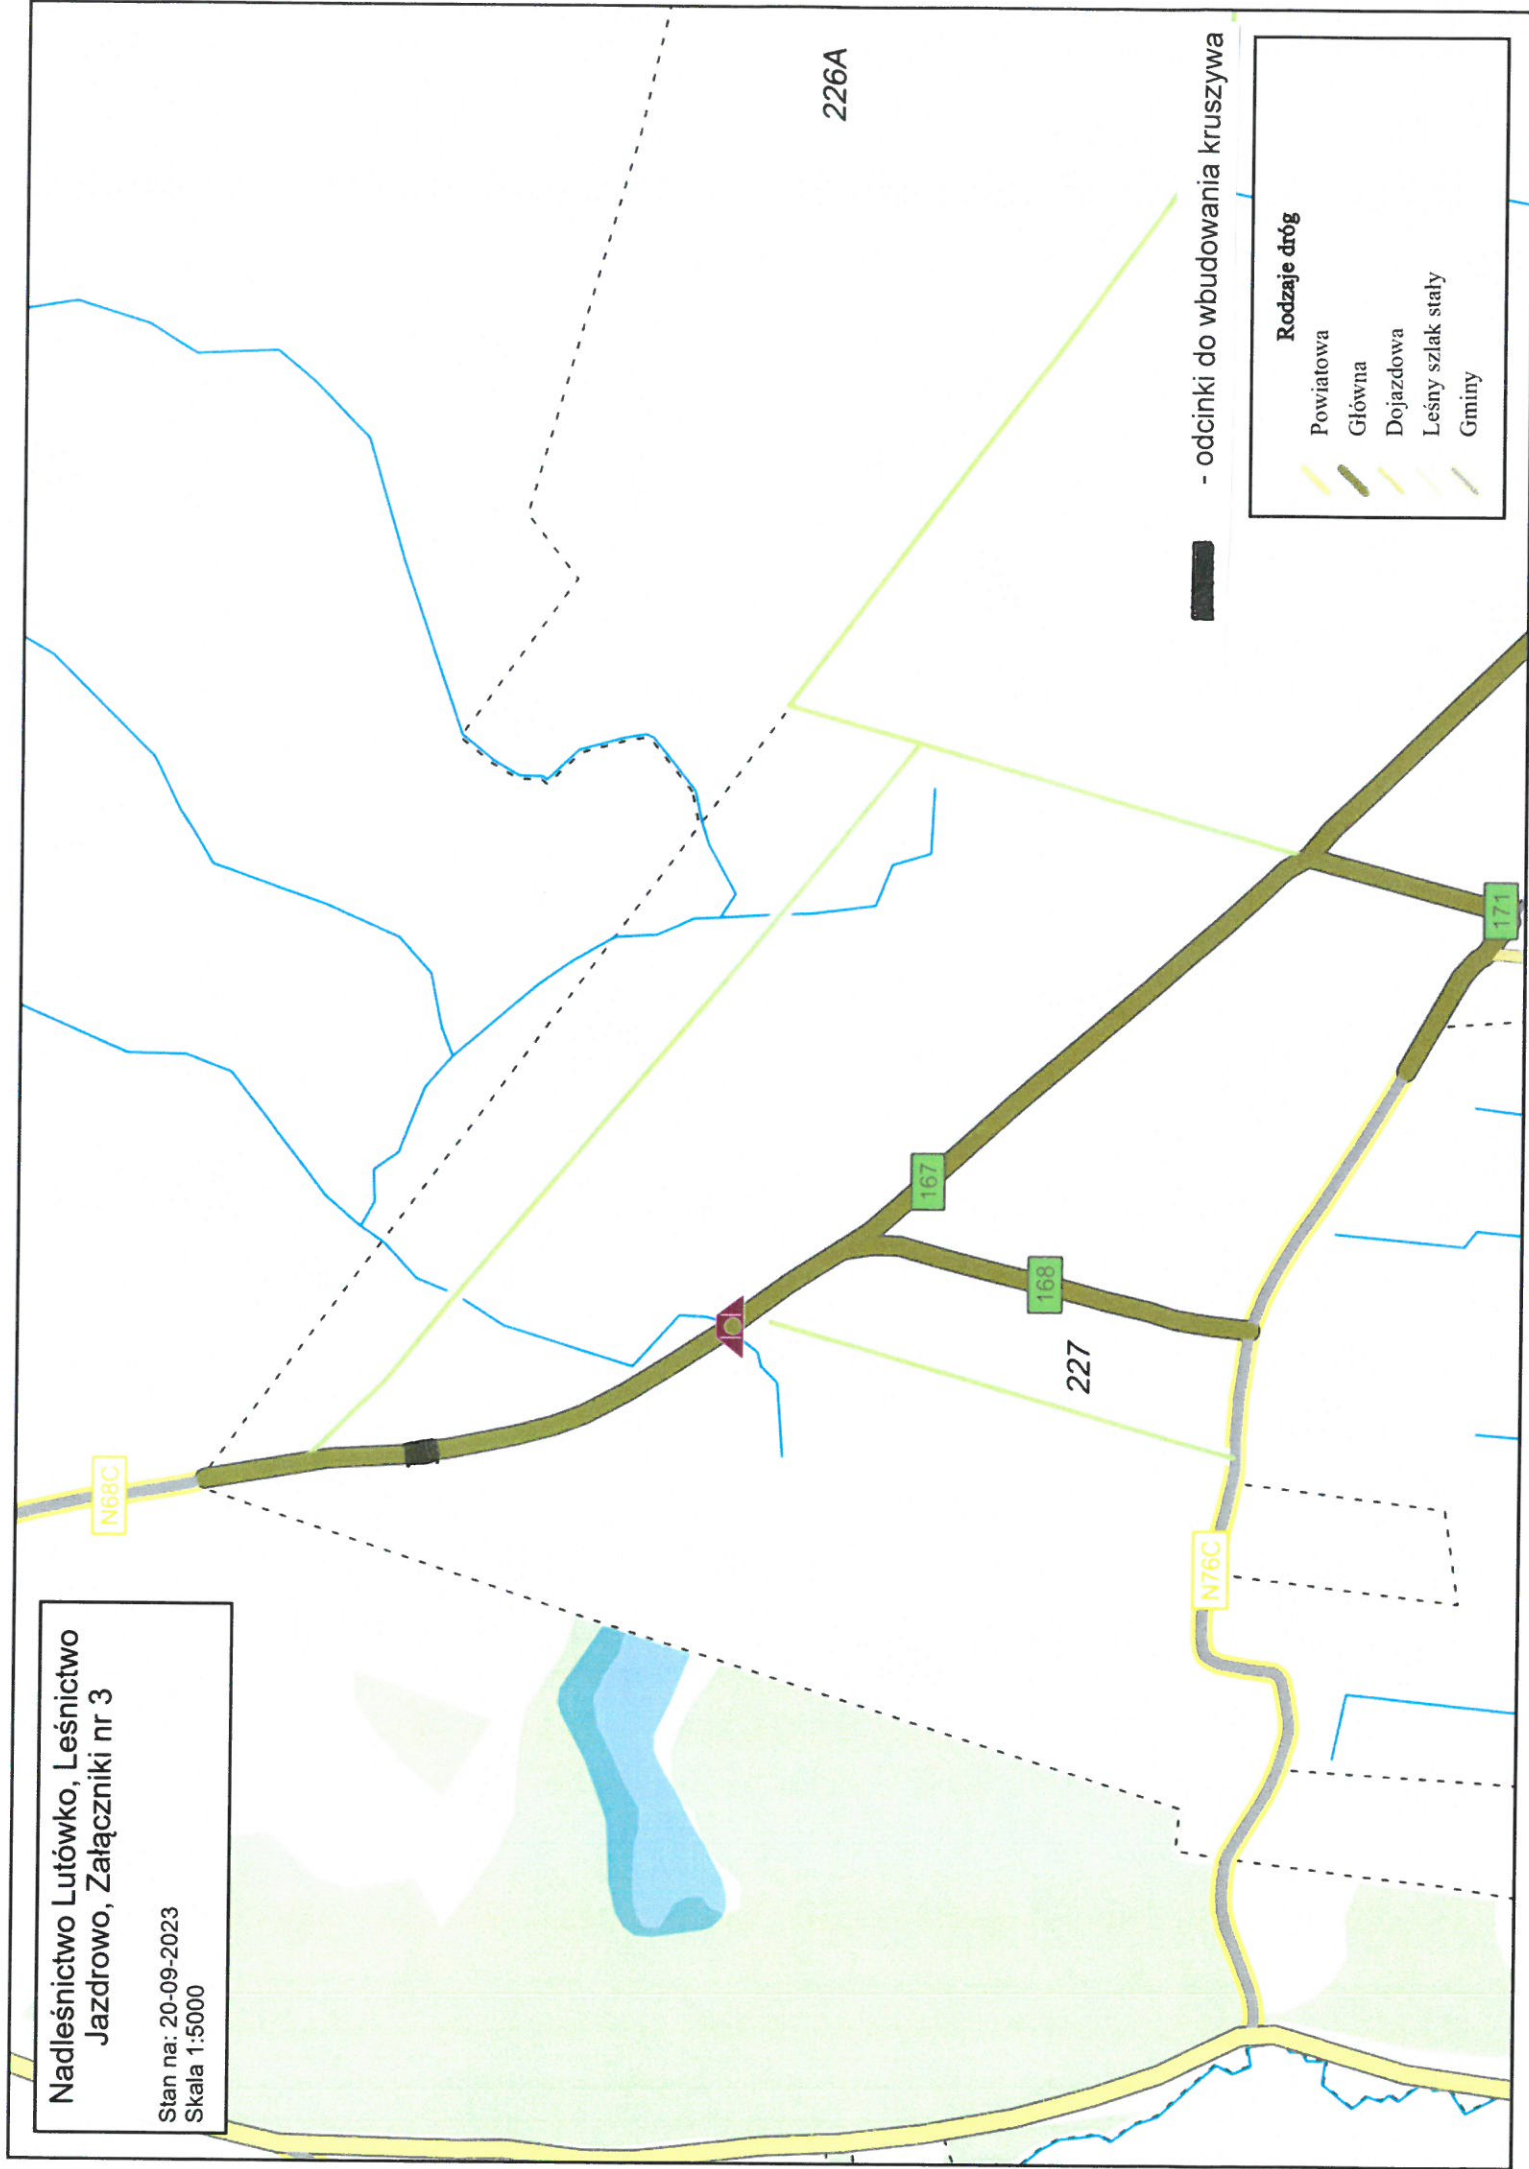 Nadleśnictwo Lutówko, Leśnictwo
Jazdrowo, Załączniki nr 3
Stan na: 20-09-2023
Skala 1:5000
N68C
226A
167
168
227
N76C
171
- odcinki do wbudowania kruszywa
Rodzaje dróg
Powiatowa
Główna
Dojazdowa
Leśny szlak stały
Gminy